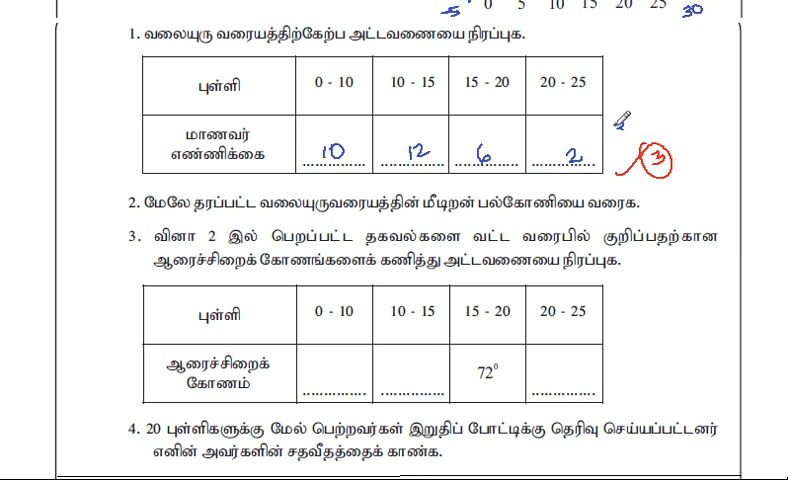 -5 0 5 10 15 20 25 30
1. வலையுரு வரையத்திற்கேற்ப அட்டவணையை நிரப்புக.
புள்ளி 0 - 10 10 - 15 15 - 20 20 - 25
மாணவர்
எண்ணிக்கை 10 12 6 2
3
2. மேலே தரப்பட்ட வலையுருவரையத்தின் மீடிறன் பல்கோணியை வரைக.
3. வினா 2 இல் பெறப்பட்ட தகவல்களை வட்ட வரைபில் குறிப்பதற்கான
ஆரைச்சிறைக் கோணங்களைக் கணித்து அட்டவணையை நிரப்புக.
புள்ளி 0 - 10 10 - 15 15 - 20 20 - 25
ஆரைச்சிறைக்
கோணம் .............. .............. 72⁰ ..............
4. 20 புள்ளிகளுக்கு மேல் பெற்றவர்கள் இறுதிப் போட்டிக்கு தெரிவு செய்யப்பட்டனர்
எனின் அவர்களின் சதவீதத்தைக் காண்க.